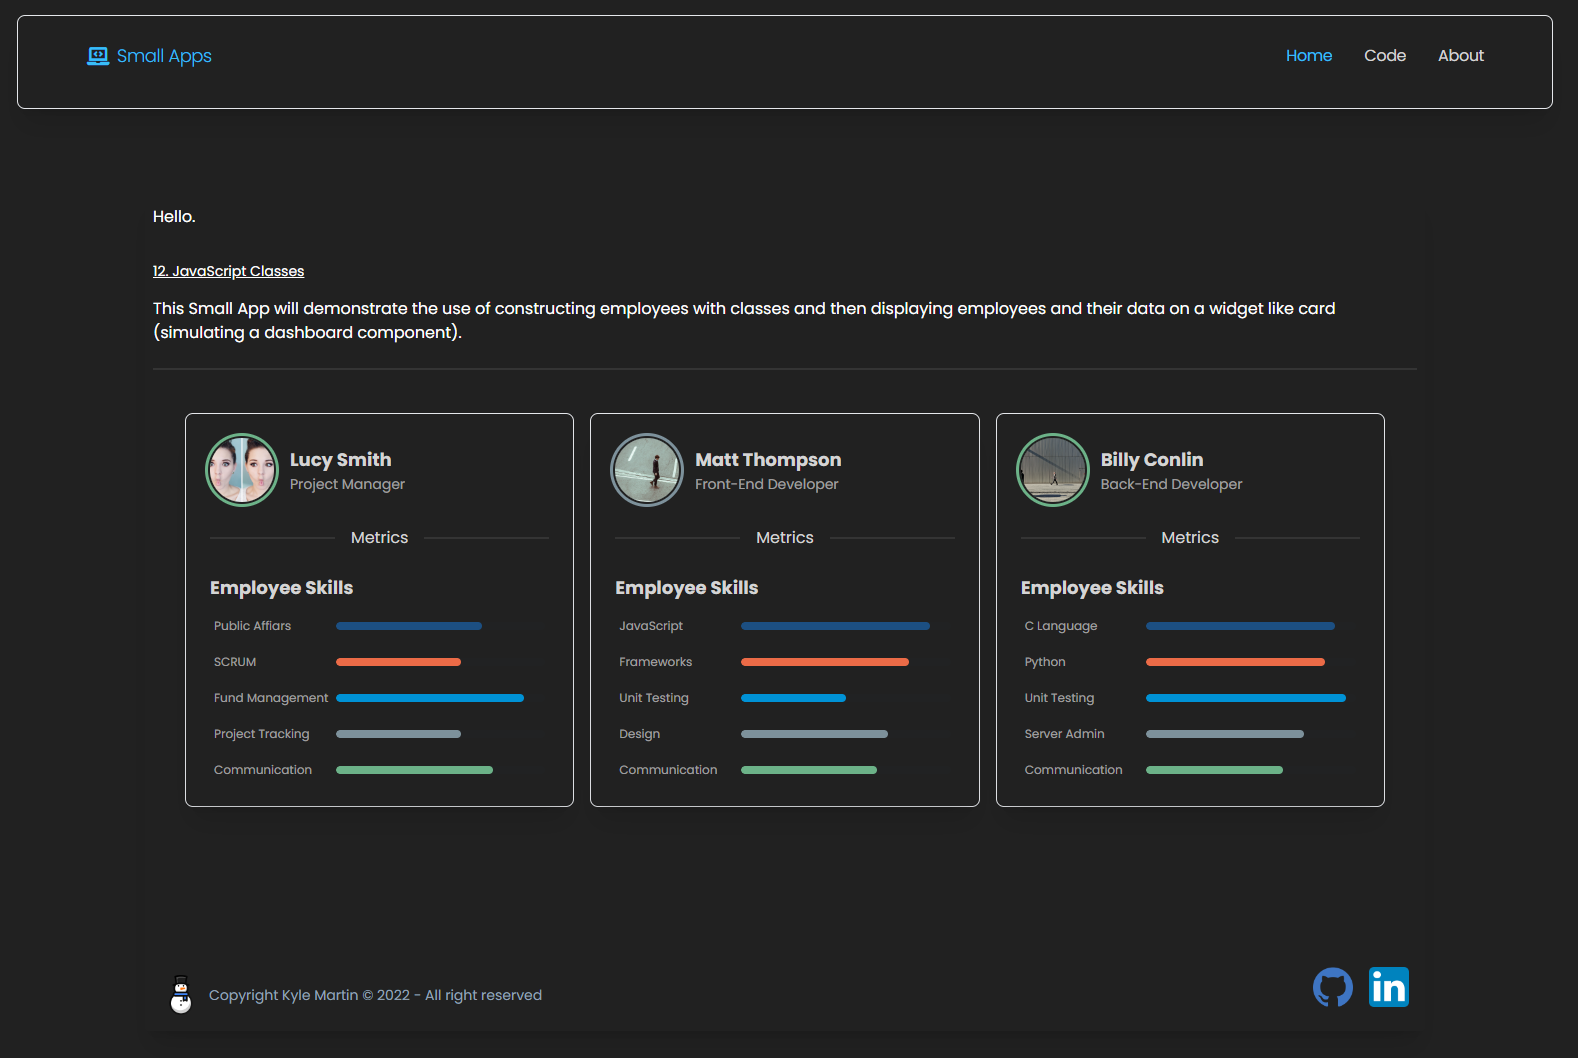 Small Apps
Home Code About
Hello.
12. JavaScript Classes
This Small App will demonstrate the use of constructing employees with classes and then displaying employees and their data on a widget like card
(simulating a dashboard component).
Lucy Smith
Project Manager
Metrics
Employee Skills
Public Affiars
SCRUM
Fund Management
Project Tracking
Communication
Matt Thompson
Front-End Developer
Metrics
Employee Skills
JavaScript
Frameworks
Unit Testing
Design
Communication
Billy Conlin
Back-End Developer
Metrics
Employee Skills
C Language
Python
Unit Testing
Server Admin
Communication
Copyright Kyle Martin © 2022 - All right reserved
in